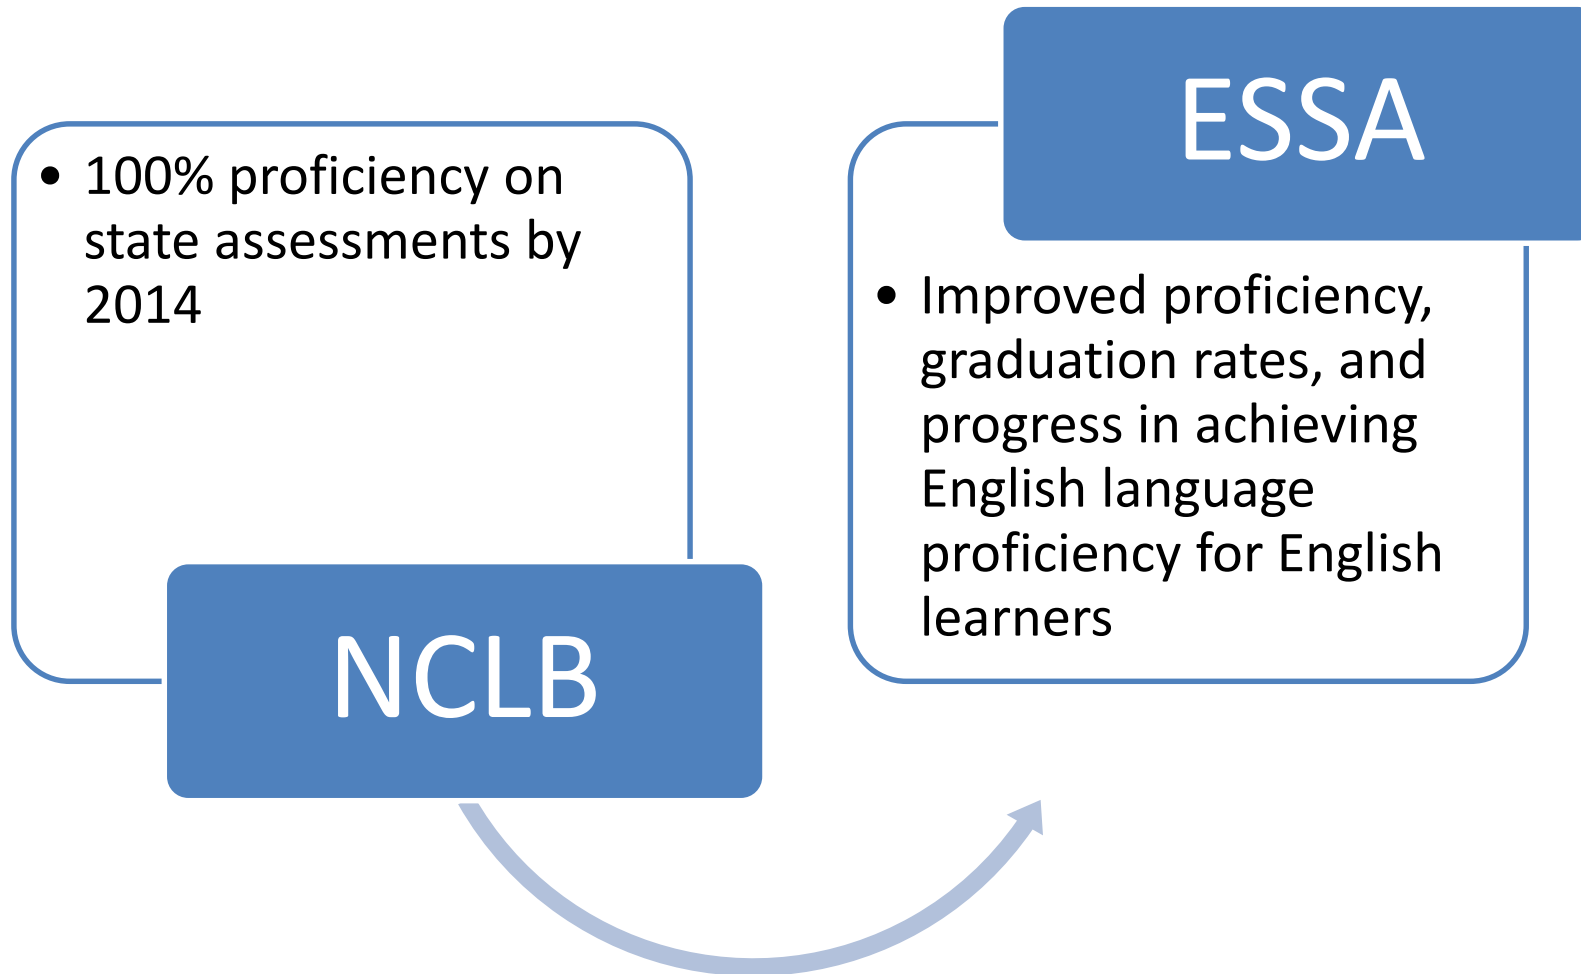 • 100% proficiency on
state assessments by
2014
NCLB
ESSA
• Improved proficiency,
graduation rates, and
progress in achieving
English language
proficiency for English
learners